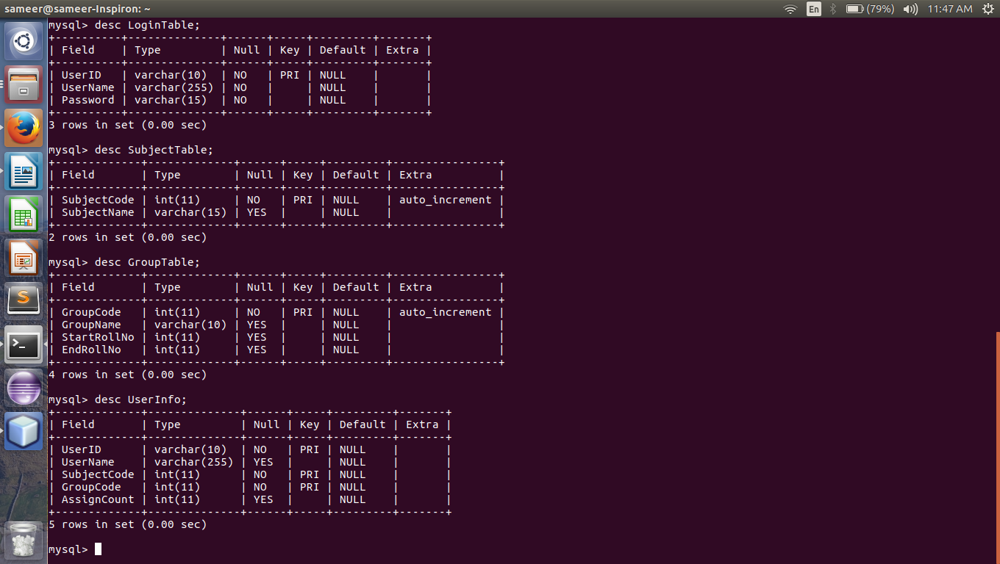 sameer@sameer-Inspiron: ~
En (79%) 11:47 AM
mysql> desc LoginTable;
+----------+--------------+------+-----+---------+-------+
| Field    | Type         | Null | Key | Default | Extra |
+----------+--------------+------+-----+---------+-------+
| UserID   | varchar(10)  | NO   | PRI | NULL    |       |
| UserName | varchar(255) | NO   |     | NULL    |       |
| Password | varchar(15)  | NO   |     | NULL    |       |
+----------+--------------+------+-----+---------+-------+
3 rows in set (0.00 sec)
mysql> desc SubjectTable;
+-------------+-------------+------+-----+---------+----------------+
| Field       | Type        | Null | Key | Default | Extra          |
+-------------+-------------+------+-----+---------+----------------+
| SubjectCode | int(11)     | NO   | PRI | NULL    | auto_increment |
| SubjectName | varchar(15) | YES  |     | NULL    |                |
+-------------+-------------+------+-----+---------+----------------+
2 rows in set (0.00 sec)
mysql> desc GroupTable;
+-------------+-------------+------+-----+---------+----------------+
| Field       | Type        | Null | Key | Default | Extra          |
+-------------+-------------+------+-----+---------+----------------+
| GroupCode   | int(11)     | NO   | PRI | NULL    | auto_increment |
| GroupName   | varchar(10) | YES  |     | NULL    |                |
| StartRollNo | int(11)     | YES  |     | NULL    |                |
| EndRollNo   | int(11)     | YES  |     | NULL    |                |
+-------------+-------------+------+-----+---------+----------------+
4 rows in set (0.00 sec)
mysql> desc UserInfo;
+-------------+--------------+------+-----+---------+-------+
| Field       | Type         | Null | Key | Default | Extra |
+-------------+--------------+------+-----+---------+-------+
| UserID      | varchar(10)  | NO   | PRI | NULL    |       |
| UserName    | varchar(255) | YES  |     | NULL    |       |
| SubjectCode | int(11)      | NO   | PRI | NULL    |       |
| GroupCode   | int(11)      | NO   | PRI | NULL    |       |
| AssignCount | int(11)      | YES  |     | NULL    |       |
+-------------+--------------+------+-----+---------+-------+
5 rows in set (0.00 sec)
mysql>